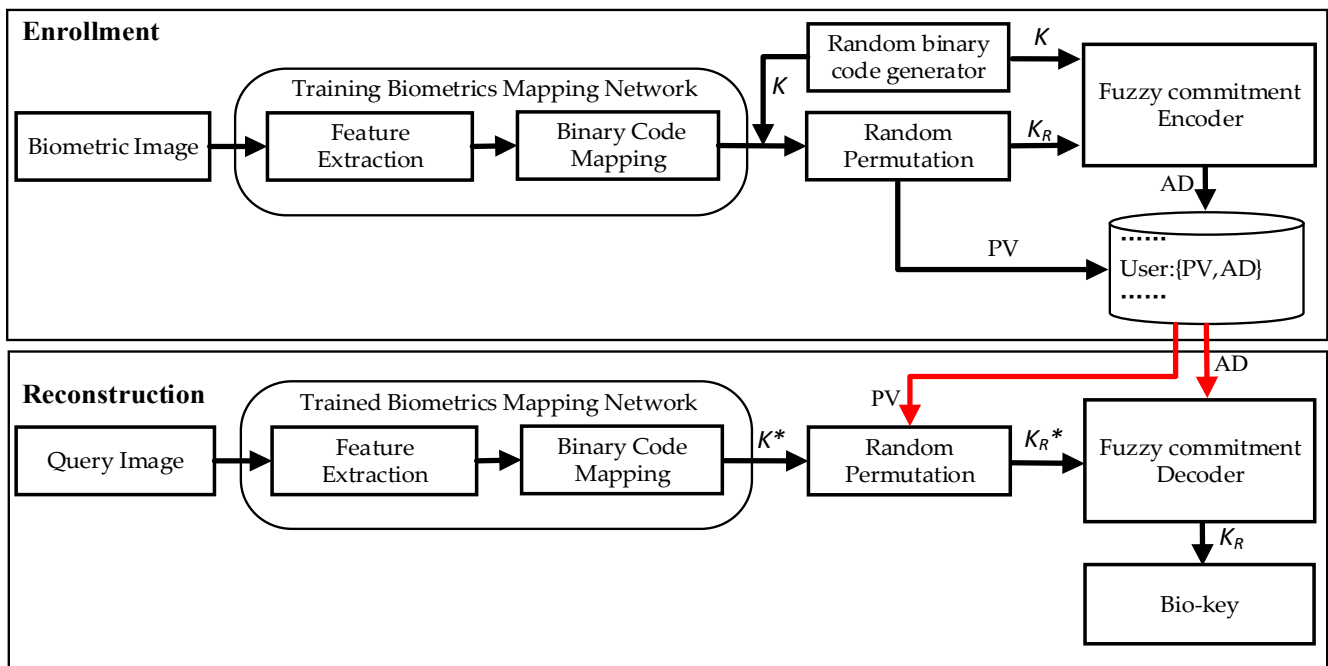 Enrollment
Random binary
code generator
K
K
Fuzzy commitment
Encoder
Training Biometrics Mapping Network
Biometric Image
Feature
Extraction
Binary Code
Mapping
Random
Permutation
K_R
AD
PV
......
User:{PV,AD}
......
Reconstruction
AD
PV
Trained Biometrics Mapping Network
Query Image
Feature
Extraction
Binary Code
Mapping
K*
Random
Permutation
K_R*
Fuzzy commitment
Decoder
K_R
Bio-key